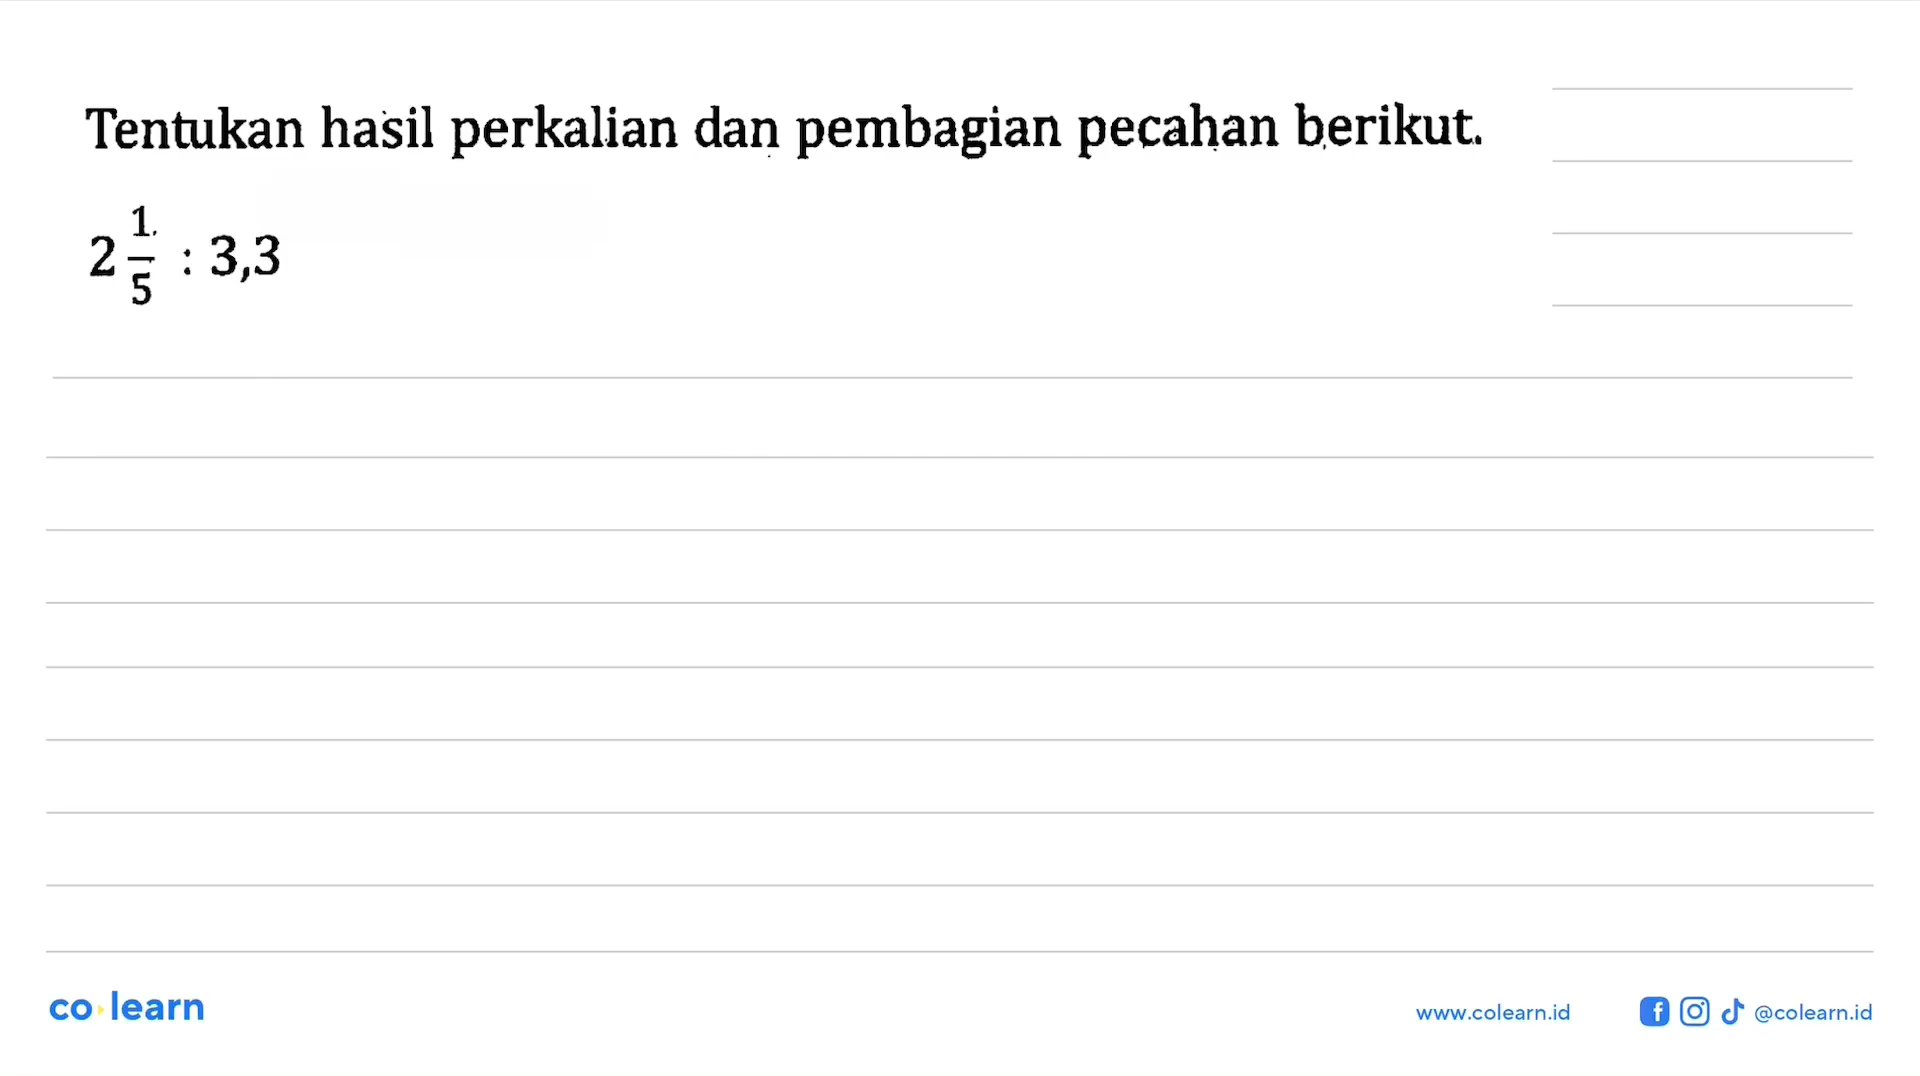 Tentukan hasil perkalian dan pembagian pecahan berikut.
2 1/5 : 3,3
co learn
www.colearn.id @colearn.id